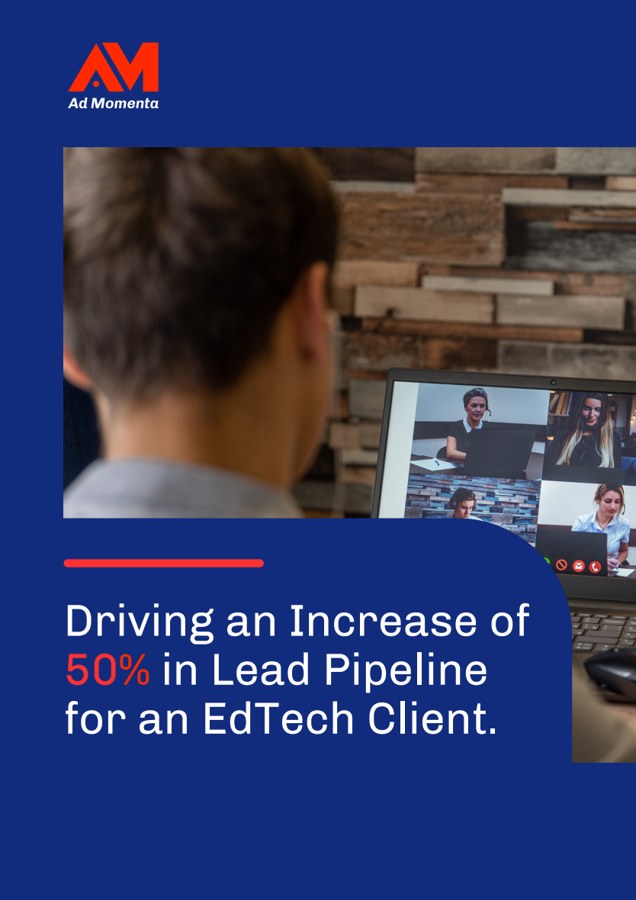 AM
Ad Momenta
Driving an Increase of
50% in Lead Pipeline
for an EdTech Client.